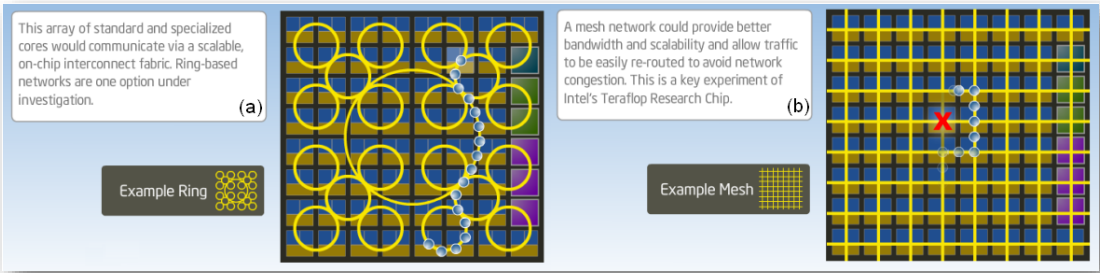 This array of standard and specialized
cores would communicate via a scalable,
on-chip interconnect fabric. Ring-based
networks are one option under
investigation.
(a)
Example Ring
A mesh network could provide better
bandwidth and scalability and allow traffic
to be easily re-routed to avoid network
congestion. This is a key experiment of
Intel's Teraflop Research Chip.
(b)
X
Example Mesh